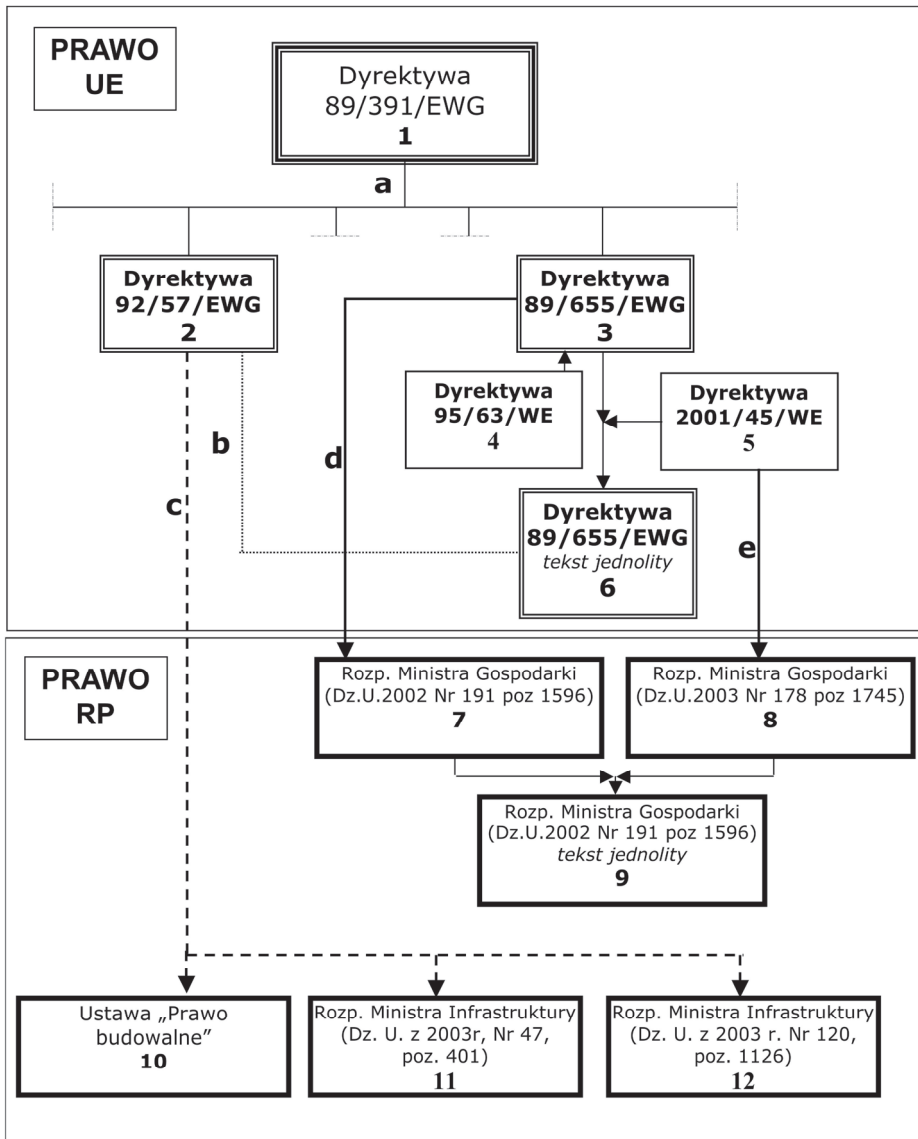 PRAWO
UE
Dyrektywa
89/391/EWG
1
a
Dyrektywa
92/57/EWG
2
Dyrektywa
89/655/EWG
3
Dyrektywa
95/63/WE
4
Dyrektywa
2001/45/WE
5
b
d
c
e
Dyrektywa
89/655/EWG
tekst jednolity
6
PRAWO
RP
Rozp. Ministra Gospodarki
(Dz.U.2002 Nr 191 poz 1596)
7
Rozp. Ministra Gospodarki
(Dz.U.2003 Nr 178 poz 1745)
8
Rozp. Ministra Gospodarki
(Dz.U.2002 Nr 191 poz 1596)
tekst jednolity
9
Ustawa „Prawo
budowalne”
10
Rozp. Ministra Infrastruktury
(Dz. U. z 2003r, Nr 47,
poz. 401)
11
Rozp. Ministra Infrastruktury
(Dz. U. z 2003 r. Nr 120,
poz. 1126)
12